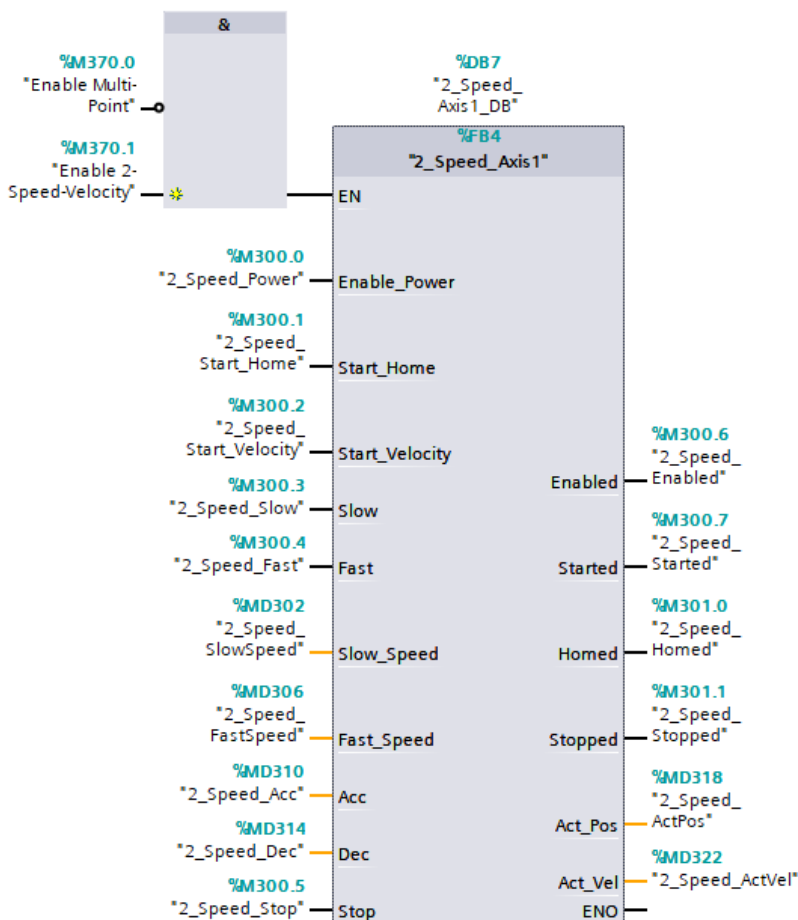 &
%M370.0
"Enable Multi-
Point"
%M370.1
"Enable 2-
Speed-Velocity"
%DB7
"2_Speed_
Axis1_DB"
%FB4
"2_Speed_Axis1"
EN
%M300.0
"2_Speed_Power"
Enable_Power
%M300.1
"2_Speed_
Start_Home"
Start_Home
%M300.2
"2_Speed_
Start_Velocity"
Start_Velocity
%M300.3
"2_Speed_Slow"
Slow
%M300.4
"2_Speed_Fast"
Fast
%MD302
"2_Speed_
SlowSpeed"
Slow_Speed
%MD306
"2_Speed_
FastSpeed"
Fast_Speed
%MD310
"2_Speed_Acc"
Acc
%MD314
"2_Speed_Dec"
Dec
%M300.5
"2_Speed_Stop"
Stop
%M300.6
"2_Speed_
Enabled"
Enabled
%M300.7
"2_Speed_
Started"
Started
%M301.0
"2_Speed_
Homed"
Homed
%M301.1
"2_Speed_
Stopped"
Stopped
%MD318
"2_Speed_
ActPos"
Act_Pos
%MD322
"2_Speed_ActVel"
Act_Vel
ENO